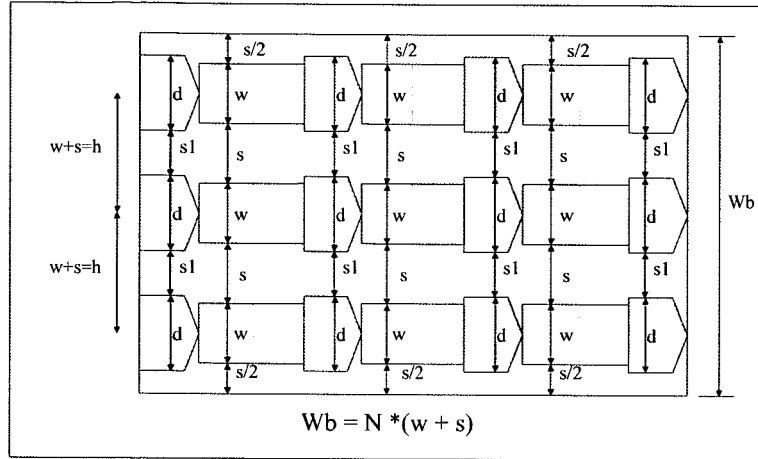 s/2 s/2 s/2
d w d w d w d
w+s=h s1 s s1 s s1 s s1
d w d w d w d Wb
w+s=h s1 s s1 s s1 s s1
d w d w d w d
s/2 s/2 s/2
Wb = N *(w + s)